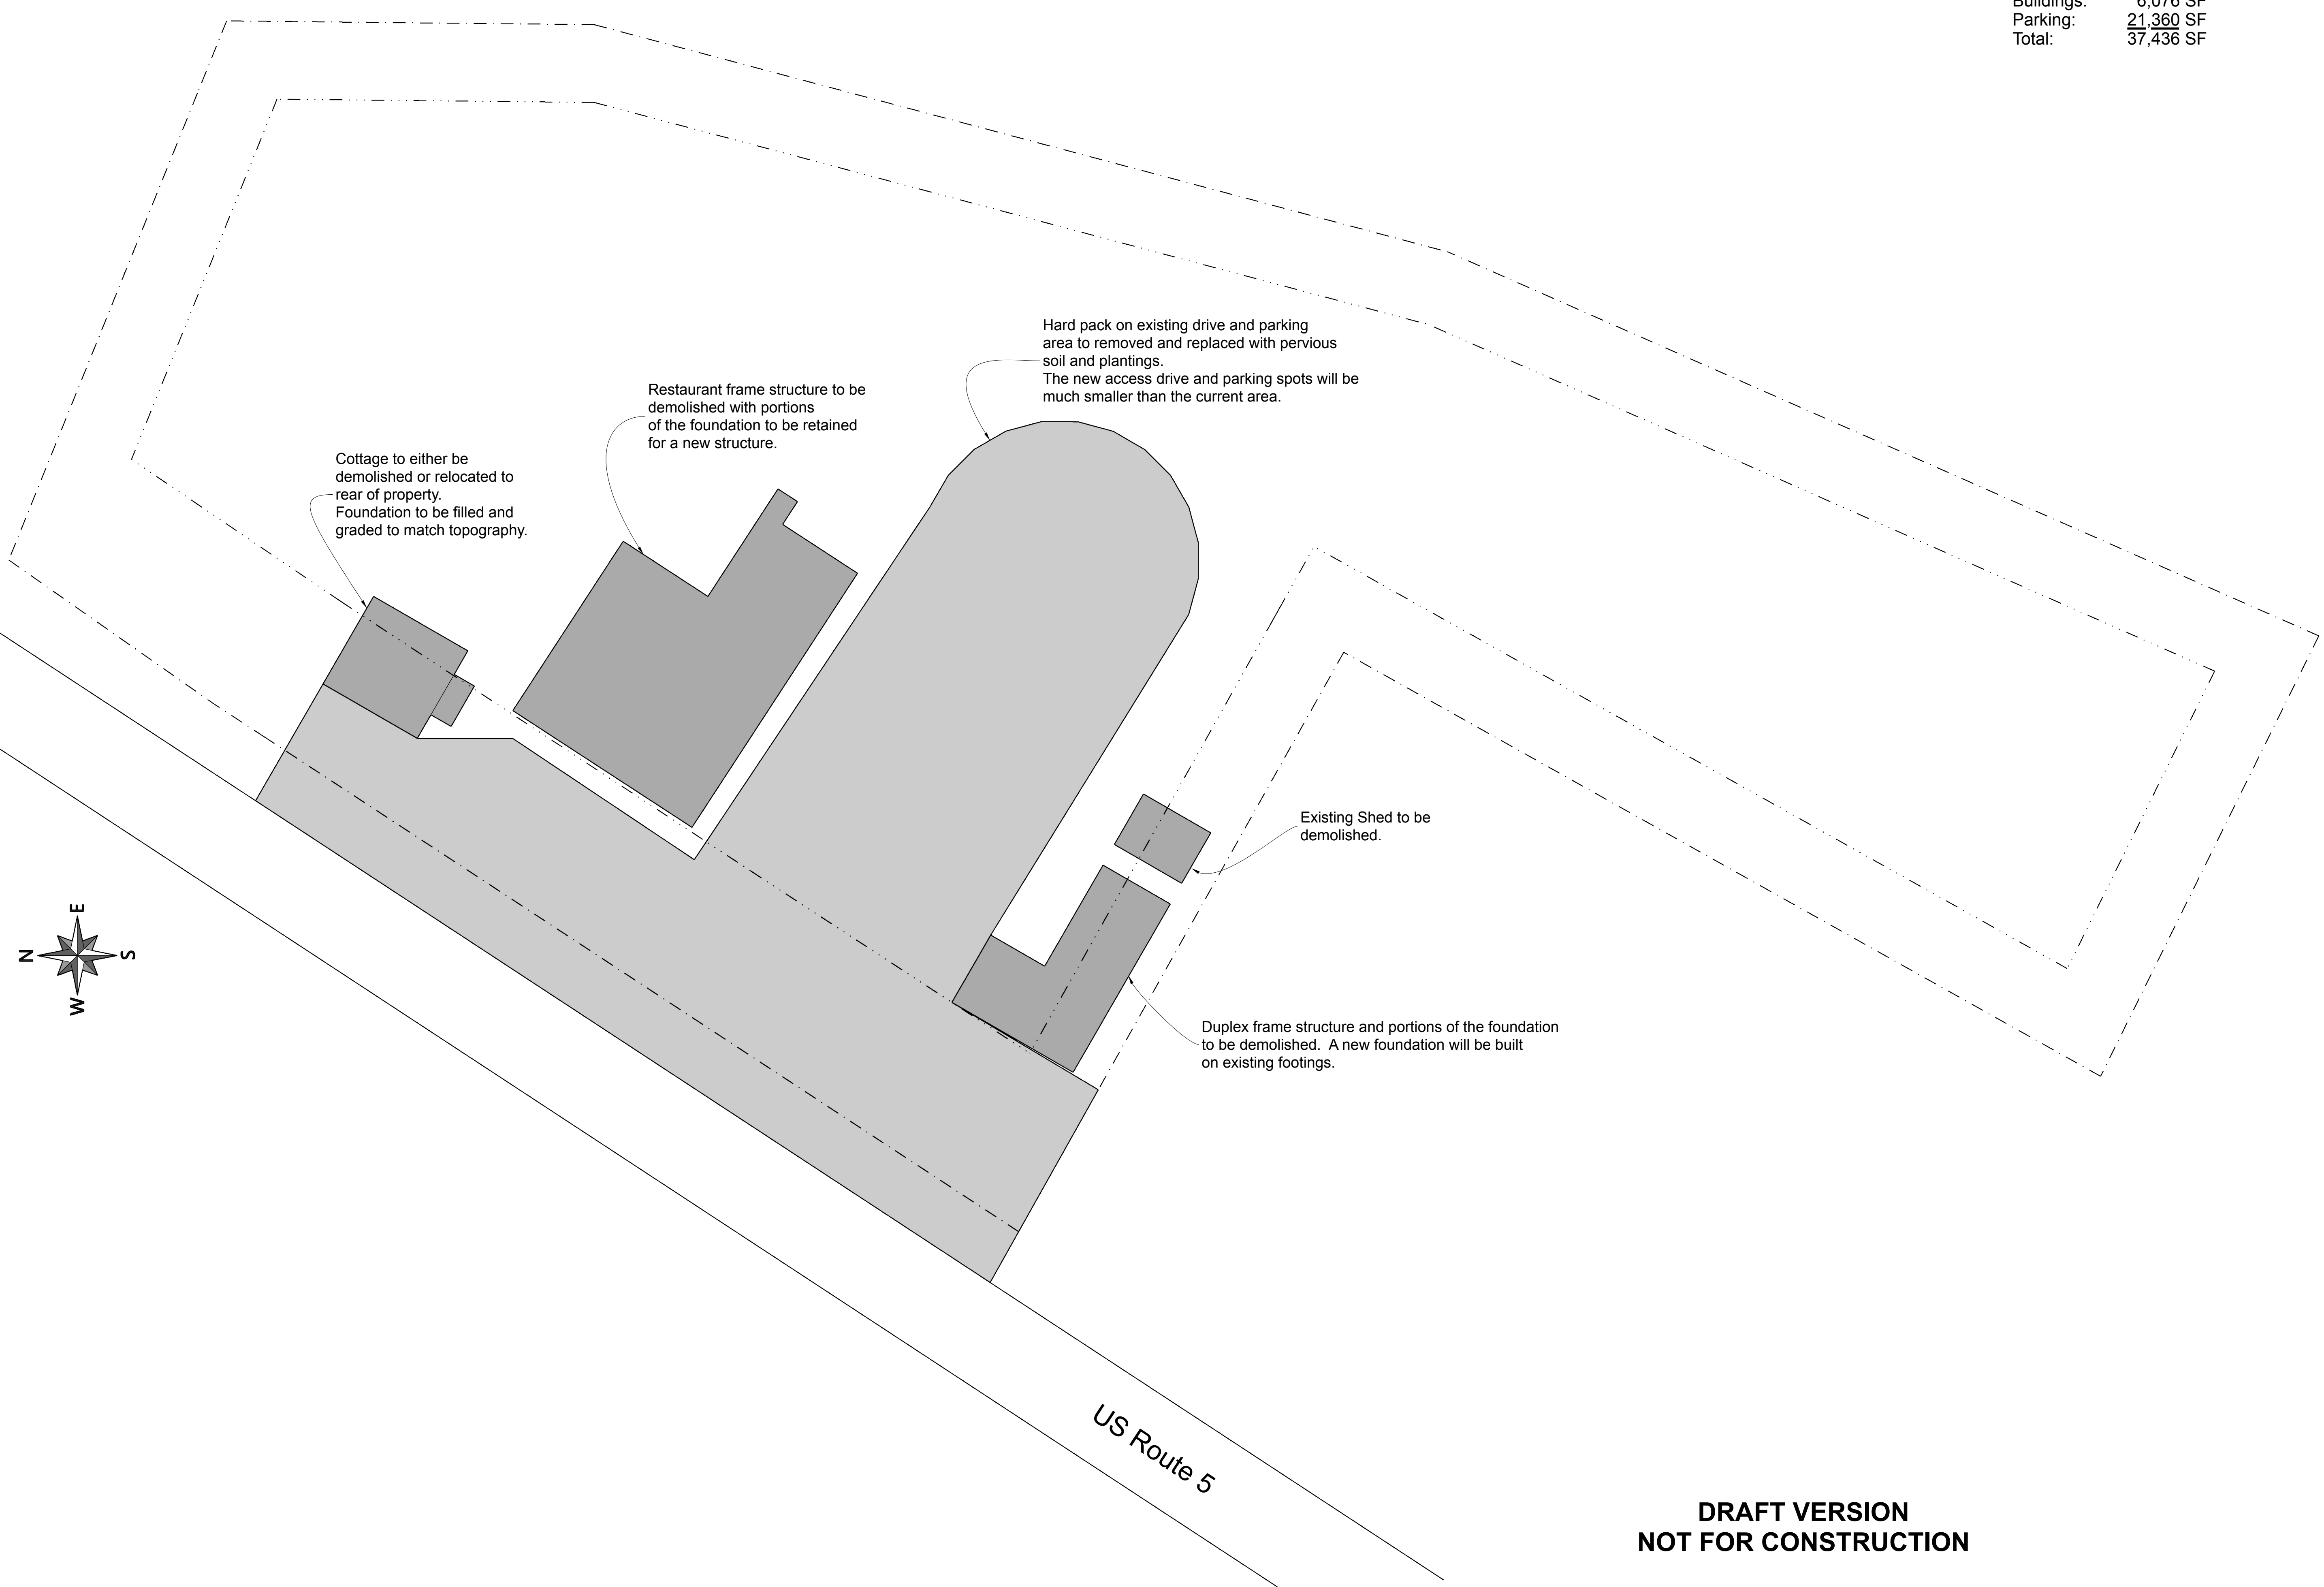 Buildings: 6,076 SF
Parking: 21,360 SF
Total: 37,436 SF
Hard pack on existing drive and parking
area to removed and replaced with pervious
soil and plantings.
The new access drive and parking spots will be
much smaller than the current area.
Restaurant frame structure to be
demolished with portions
of the foundation to be retained
for a new structure.
Cottage to either be
demolished or relocated to
rear of property.
Foundation to be filled and
graded to match topography.
Existing Shed to be
demolished.
E
N
S
W
Duplex frame structure and portions of the foundation
to be demolished. A new foundation will be built
on existing footings.
US Route 5
DRAFT VERSION
NOT FOR CONSTRUCTION